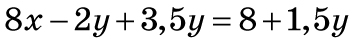 8x − 2y + 3,5y = 8 + 1,5y